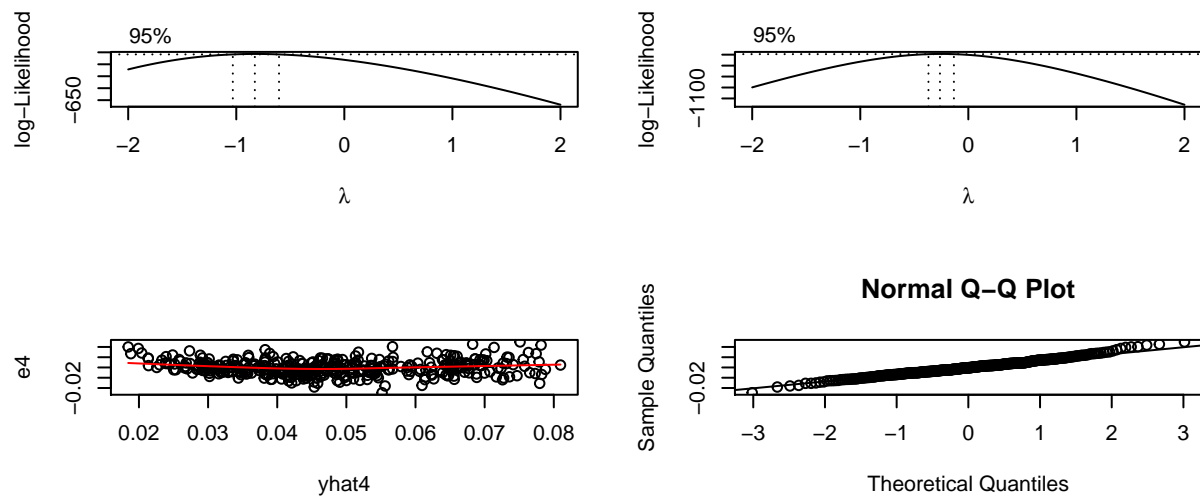 95%
log−Likelihood
−650
−2 −1 0 1 2
λ
95%
log−Likelihood
−1100
−2 −1 0 1 2
λ
e4
−0.02
0.02 0.03 0.04 0.05 0.06 0.07 0.08
yhat4
Normal Q−Q Plot
Sample Quantiles
−0.02
−3 −2 −1 0 1 2 3
Theoretical Quantiles